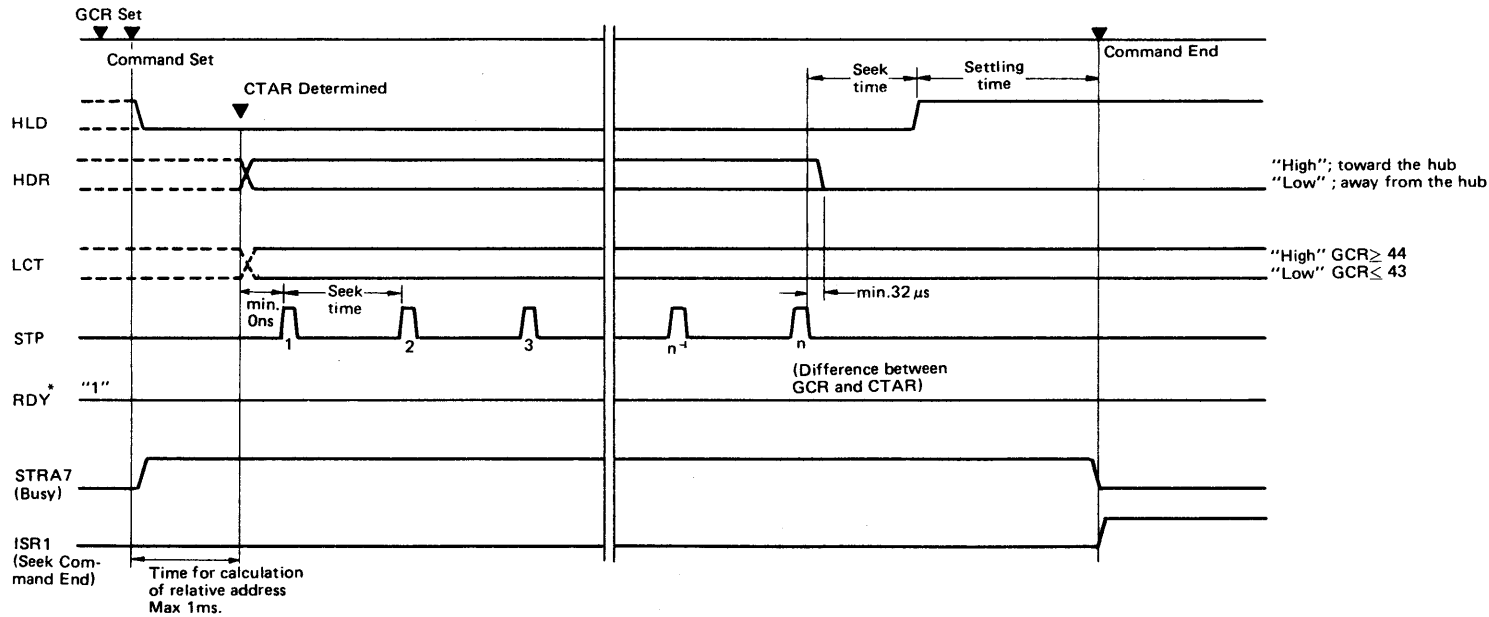 GCR Set
Command Set
Command End
Seek
time
Settling
time
CTAR Determined
HLD
HDR
"High"; toward the hub
"Low" ; away from the hub
LCT
"High" GCR≥ 44
"Low" GCR≤ 43
min.
0ns
Seek
time
min.32 μs
STP
1
2
3
n-1
n
(Difference between
GCR and CTAR)
RDY* "1"
STRA7
(Busy)
ISR1
(Seek Com-
mand End)
Time for calculation
of relative address
Max 1ms.